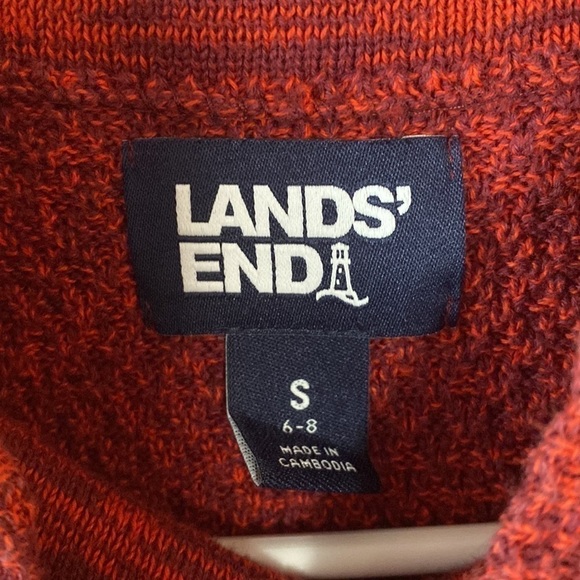 LANDS'
END
S
6-8
MADE IN
CAMBODIA